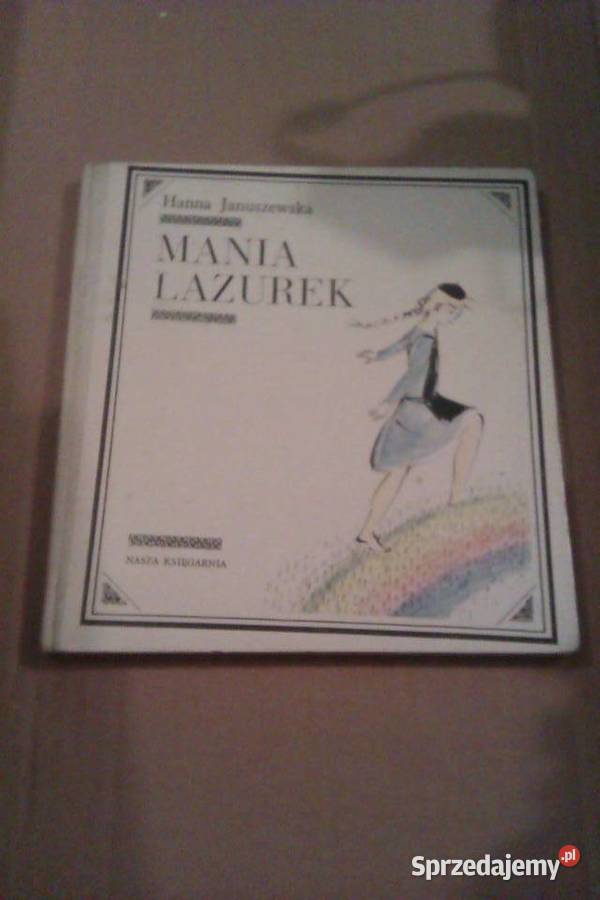 Hanna Januszewska
MANIA
LAZUREK
NASZA KSIĘGARNIA
Sprzedajemy.pl